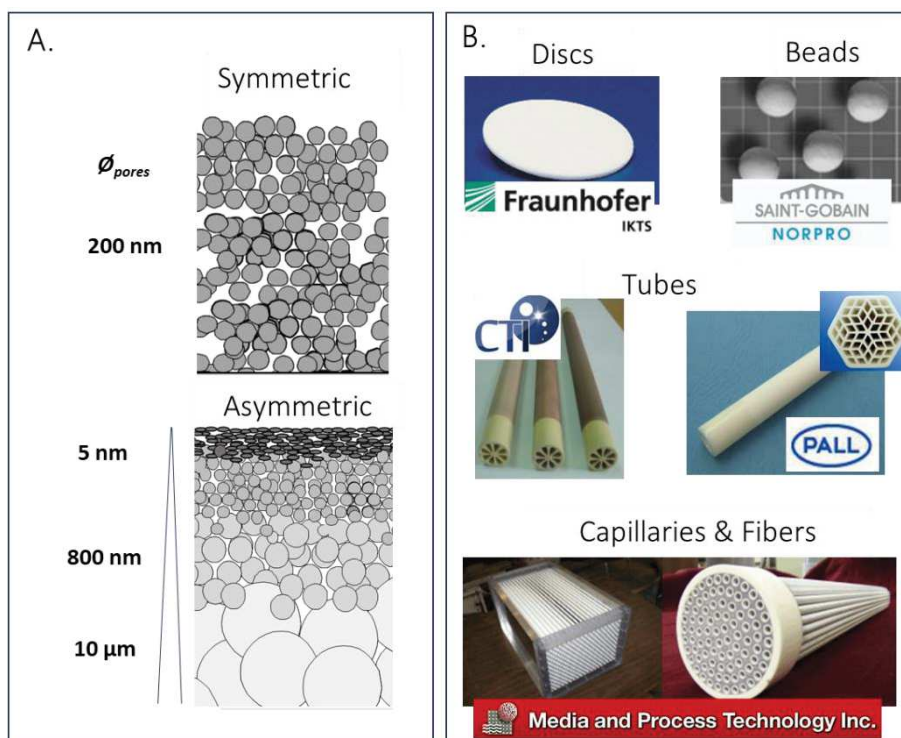 A.
Symmetric
Ø pores
200 nm
Asymmetric
5 nm
800 nm
10 µm
B.
Discs
Beads
Fraunhofer
IKTS
SAINT-GOBAIN
NORPRO
Tubes
CTI
PALL
Capillaries & Fibers
Media and Process Technology Inc.